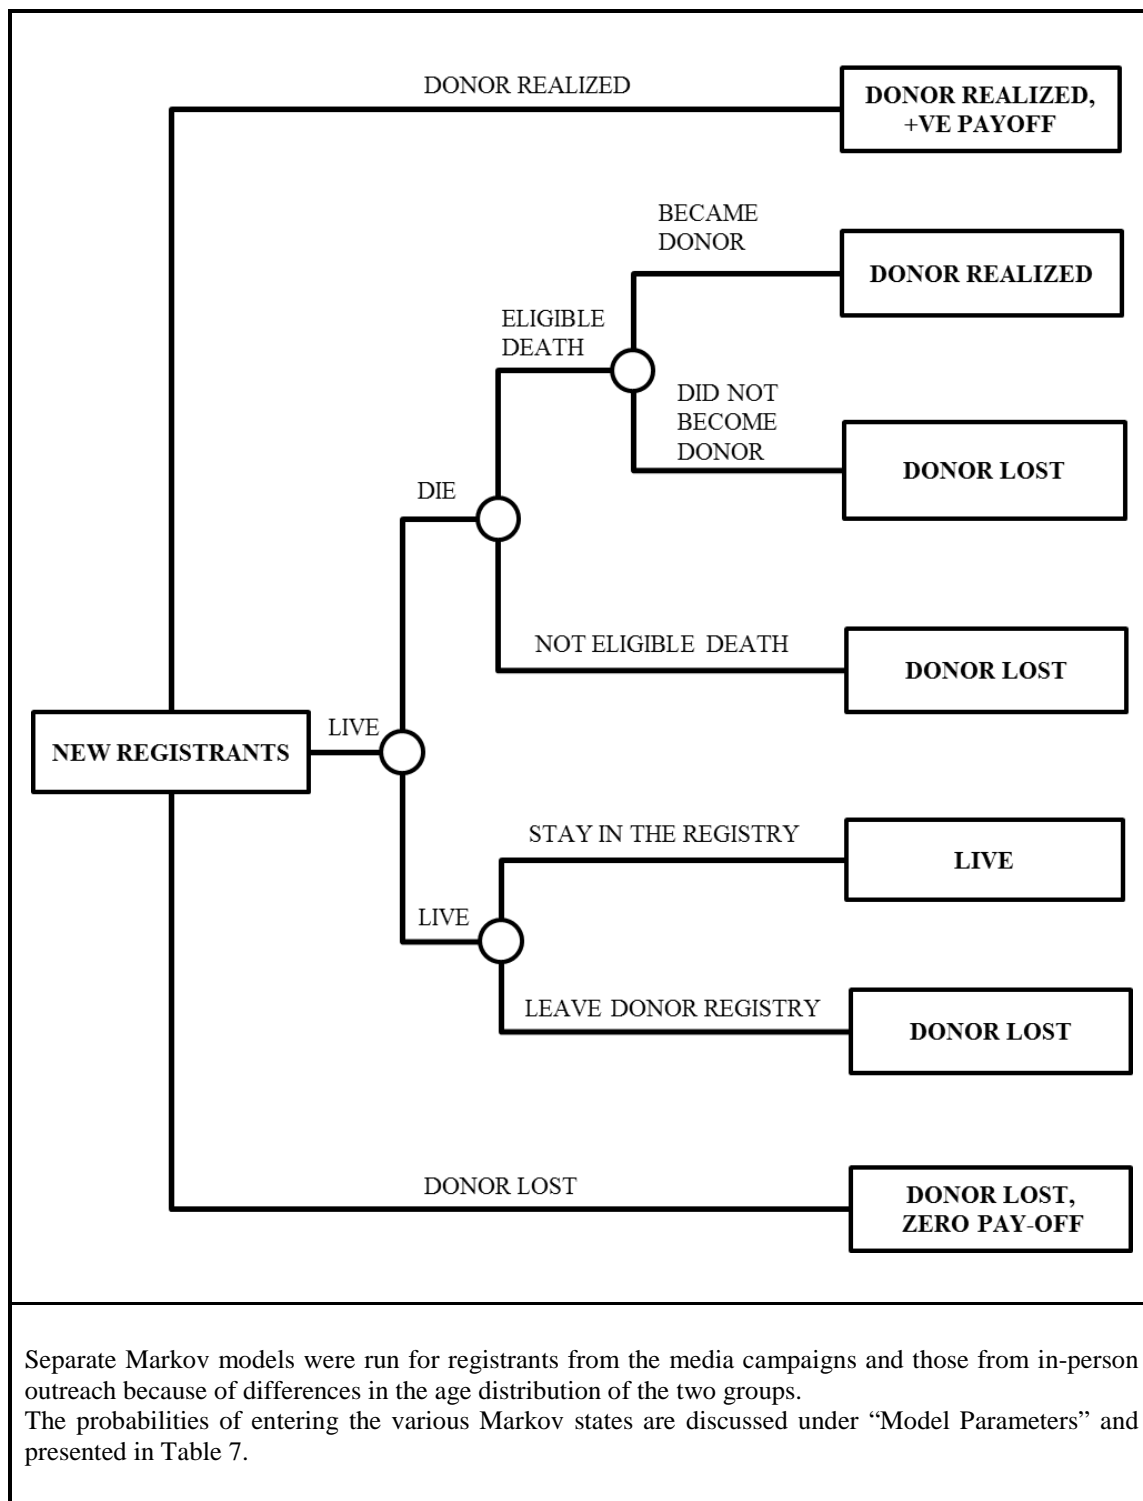 DONOR REALIZED
DONOR REALIZED,
+VE PAYOFF
BECAME
DONOR
DONOR REALIZED
ELIGIBLE
DEATH
DID NOT
BECOME
DONOR
DONOR LOST
DIE
NOT ELIGIBLE DEATH
DONOR LOST
NEW REGISTRANTS
LIVE
STAY IN THE REGISTRY
LIVE
LIVE
LEAVE DONOR REGISTRY
DONOR LOST
DONOR LOST
DONOR LOST,
ZERO PAY-OFF
Separate Markov models were run for registrants from the media campaigns and those from in-person
outreach because of differences in the age distribution of the two groups.
The probabilities of entering the various Markov states are discussed under “Model Parameters” and
presented in Table 7.